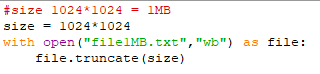 #size 1024*1024 = 1MB
size = 1024*1024
with open("file1MB.txt","wb") as file:
    file.truncate(size)